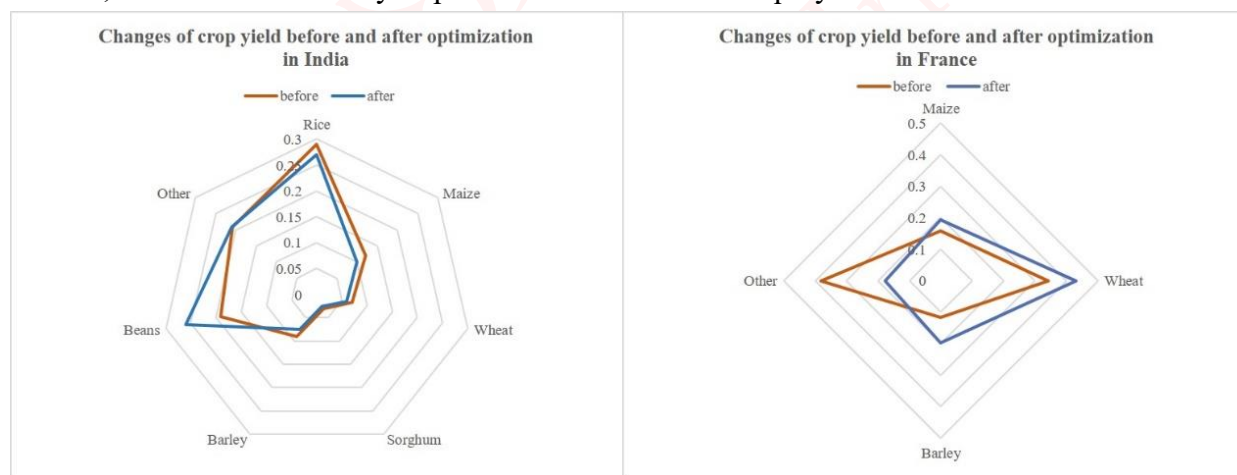 Changes of crop yield before and after optimization
in India
before after
Rice
0.3
0.25
0.2
0.15
0.1
0.05
0
Maize
Wheat
Sorghum
Barley
Beans
Other
Changes of crop yield before and after optimization
in France
before after
Maize
0.5
0.4
0.3
0.2
0.1
0
Wheat
Barley
Other